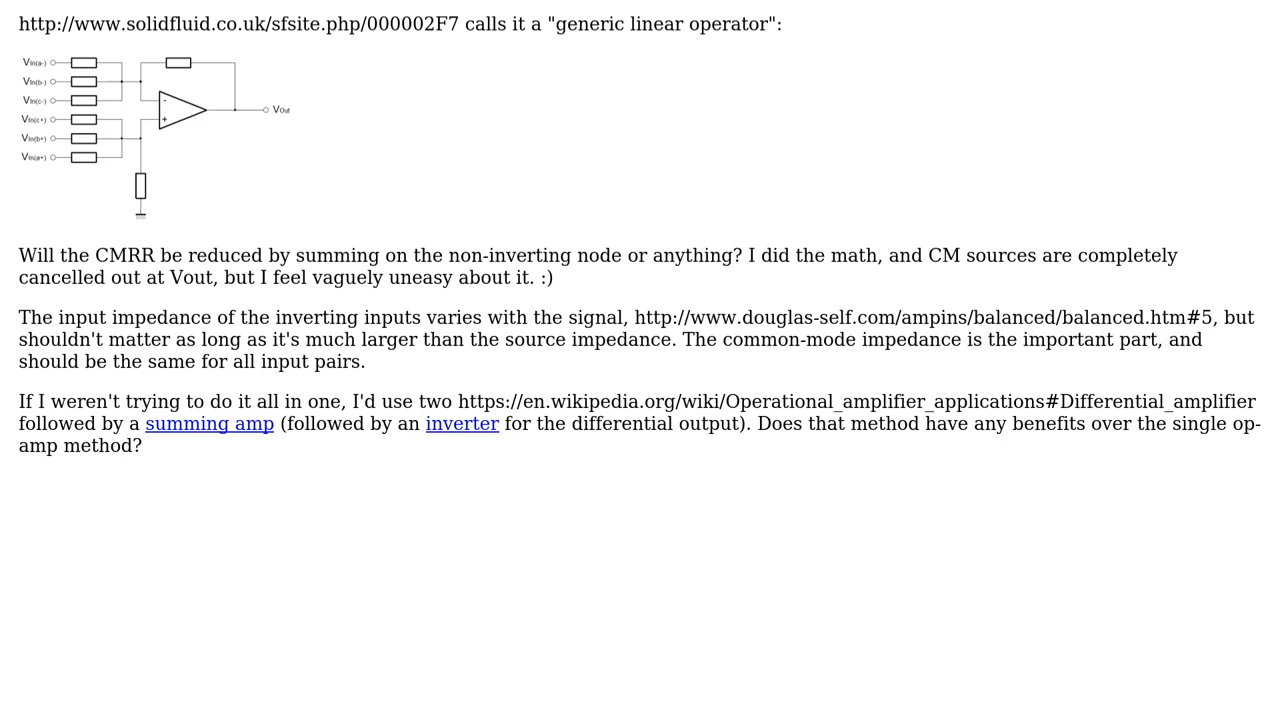 http://www.solidfluid.co.uk/sfsite.php/000002F7 calls it a "generic linear operator":
VIn(a-)
VIn(b-)
VIn(c-)
VIn(c+)
VIn(b+)
VIn(a+)
-
+
VOut
Will the CMRR be reduced by summing on the non-inverting node or anything? I did the math, and CM sources are completely
cancelled out at Vout, but I feel vaguely uneasy about it. :)
The input impedance of the inverting inputs varies with the signal, http://www.douglas-self.com/ampins/balanced/balanced.htm#5, but
shouldn't matter as long as it's much larger than the source impedance. The common-mode impedance is the important part, and
should be the same for all input pairs.
If I weren't trying to do it all in one, I'd use two https://en.wikipedia.org/wiki/Operational_amplifier_applications#Differential_amplifier
followed by a summing amp (followed by an inverter for the differential output). Does that method have any benefits over the single op-
amp method?